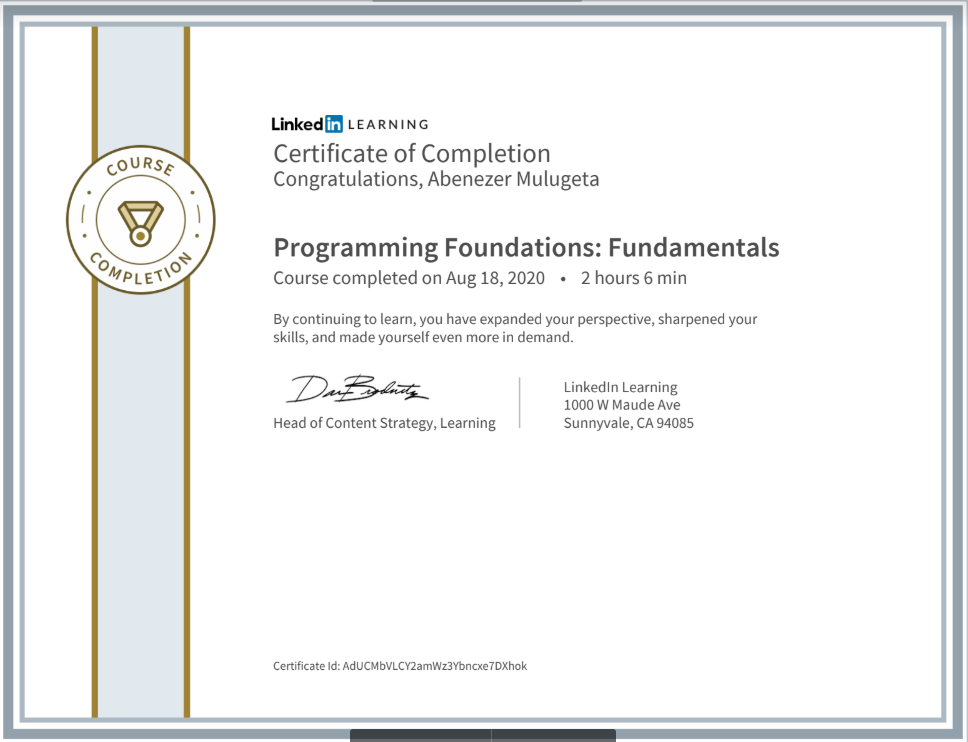 COURSE
COMPLETION
Linked in LEARNING
Certificate of Completion
Congratulations, Abenezer Mulugeta
Programming Foundations: Fundamentals
Course completed on Aug 18, 2020 • 2 hours 6 min
By continuing to learn, you have expanded your perspective, sharpened your
skills, and made yourself even more in demand.
Head of Content Strategy, Learning
LinkedIn Learning
1000 W Maude Ave
Sunnyvale, CA 94085
Certificate Id: AdUCMbVLCY2amWz3Ybncxe7DXhok